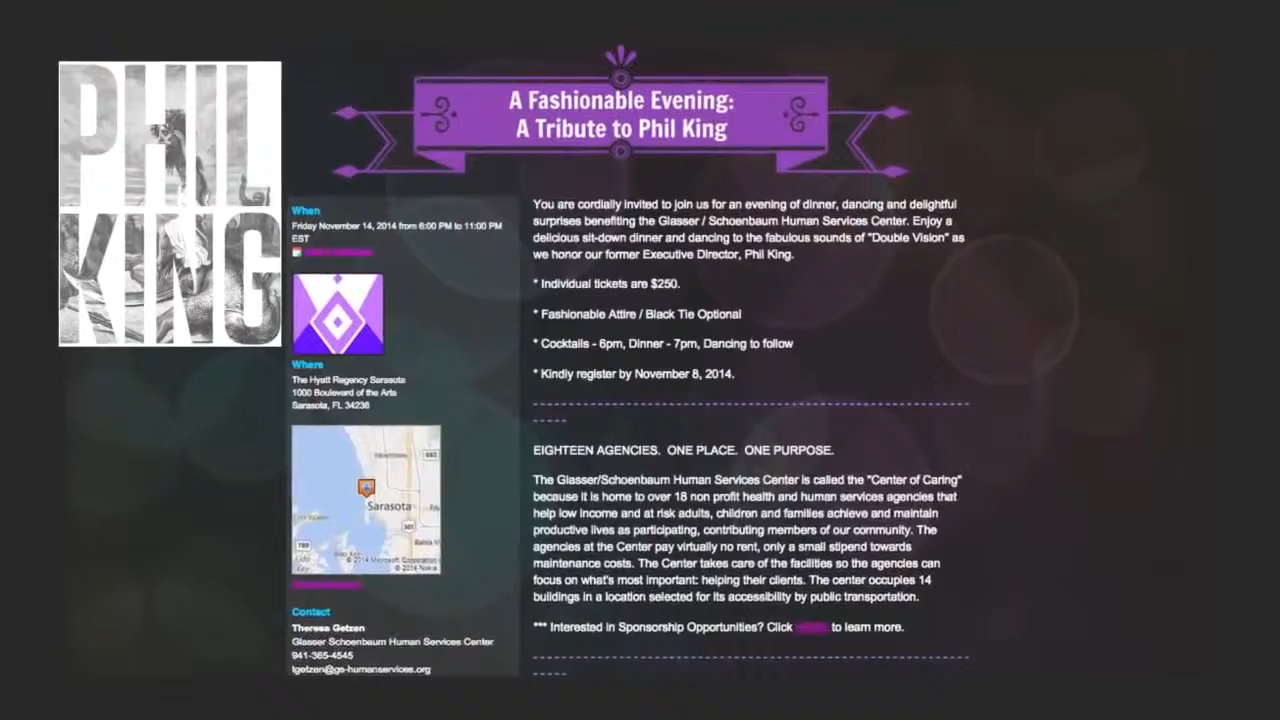 PHIL
KING
A Fashionable Evening:
A Tribute to Phil King
When
Friday November 14, 2014 from 6:00 PM to 11:00 PM
EST
Where
The Hyatt Regency Sarasota
1000 Boulevard of the Arts
Sarasota, FL 34236
Sarasota
301
789
© 2014 Microsoft Corporation
© 2014 Nokia
Contact
Theresa Getzen
Glasser Schoenbaum Human Services Center
941-365-4545
tgetzen@gs-humanservices.org
You are cordially invited to join us for an evening of dinner, dancing and delightful
surprises benefiting the Glasser / Schoenbaum Human Services Center. Enjoy a
delicious sit-down dinner and dancing to the fabulous sounds of "Double Vision" as
we honor our former Executive Director, Phil King.
* Individual tickets are $250.
* Fashionable Attire / Black Tie Optional
* Cocktails - 6pm, Dinner - 7pm, Dancing to follow
* Kindly register by November 8, 2014.
EIGHTEEN AGENCIES. ONE PLACE. ONE PURPOSE.
The Glasser/Schoenbaum Human Services Center is called the "Center of Caring"
because it is home to over 18 non profit health and human services agencies that
help low income and at risk adults, children and families achieve and maintain
productive lives as participating, contributing members of our community. The
agencies at the Center pay virtually no rent, only a small stipend towards
maintenance costs. The Center takes care of the facilities so the agencies can
focus on what's most important: helping their clients. The center occupies 14
buildings in a location selected for its accessibility by public transportation.
*** Interested in Sponsorship Opportunities? Click to learn more.